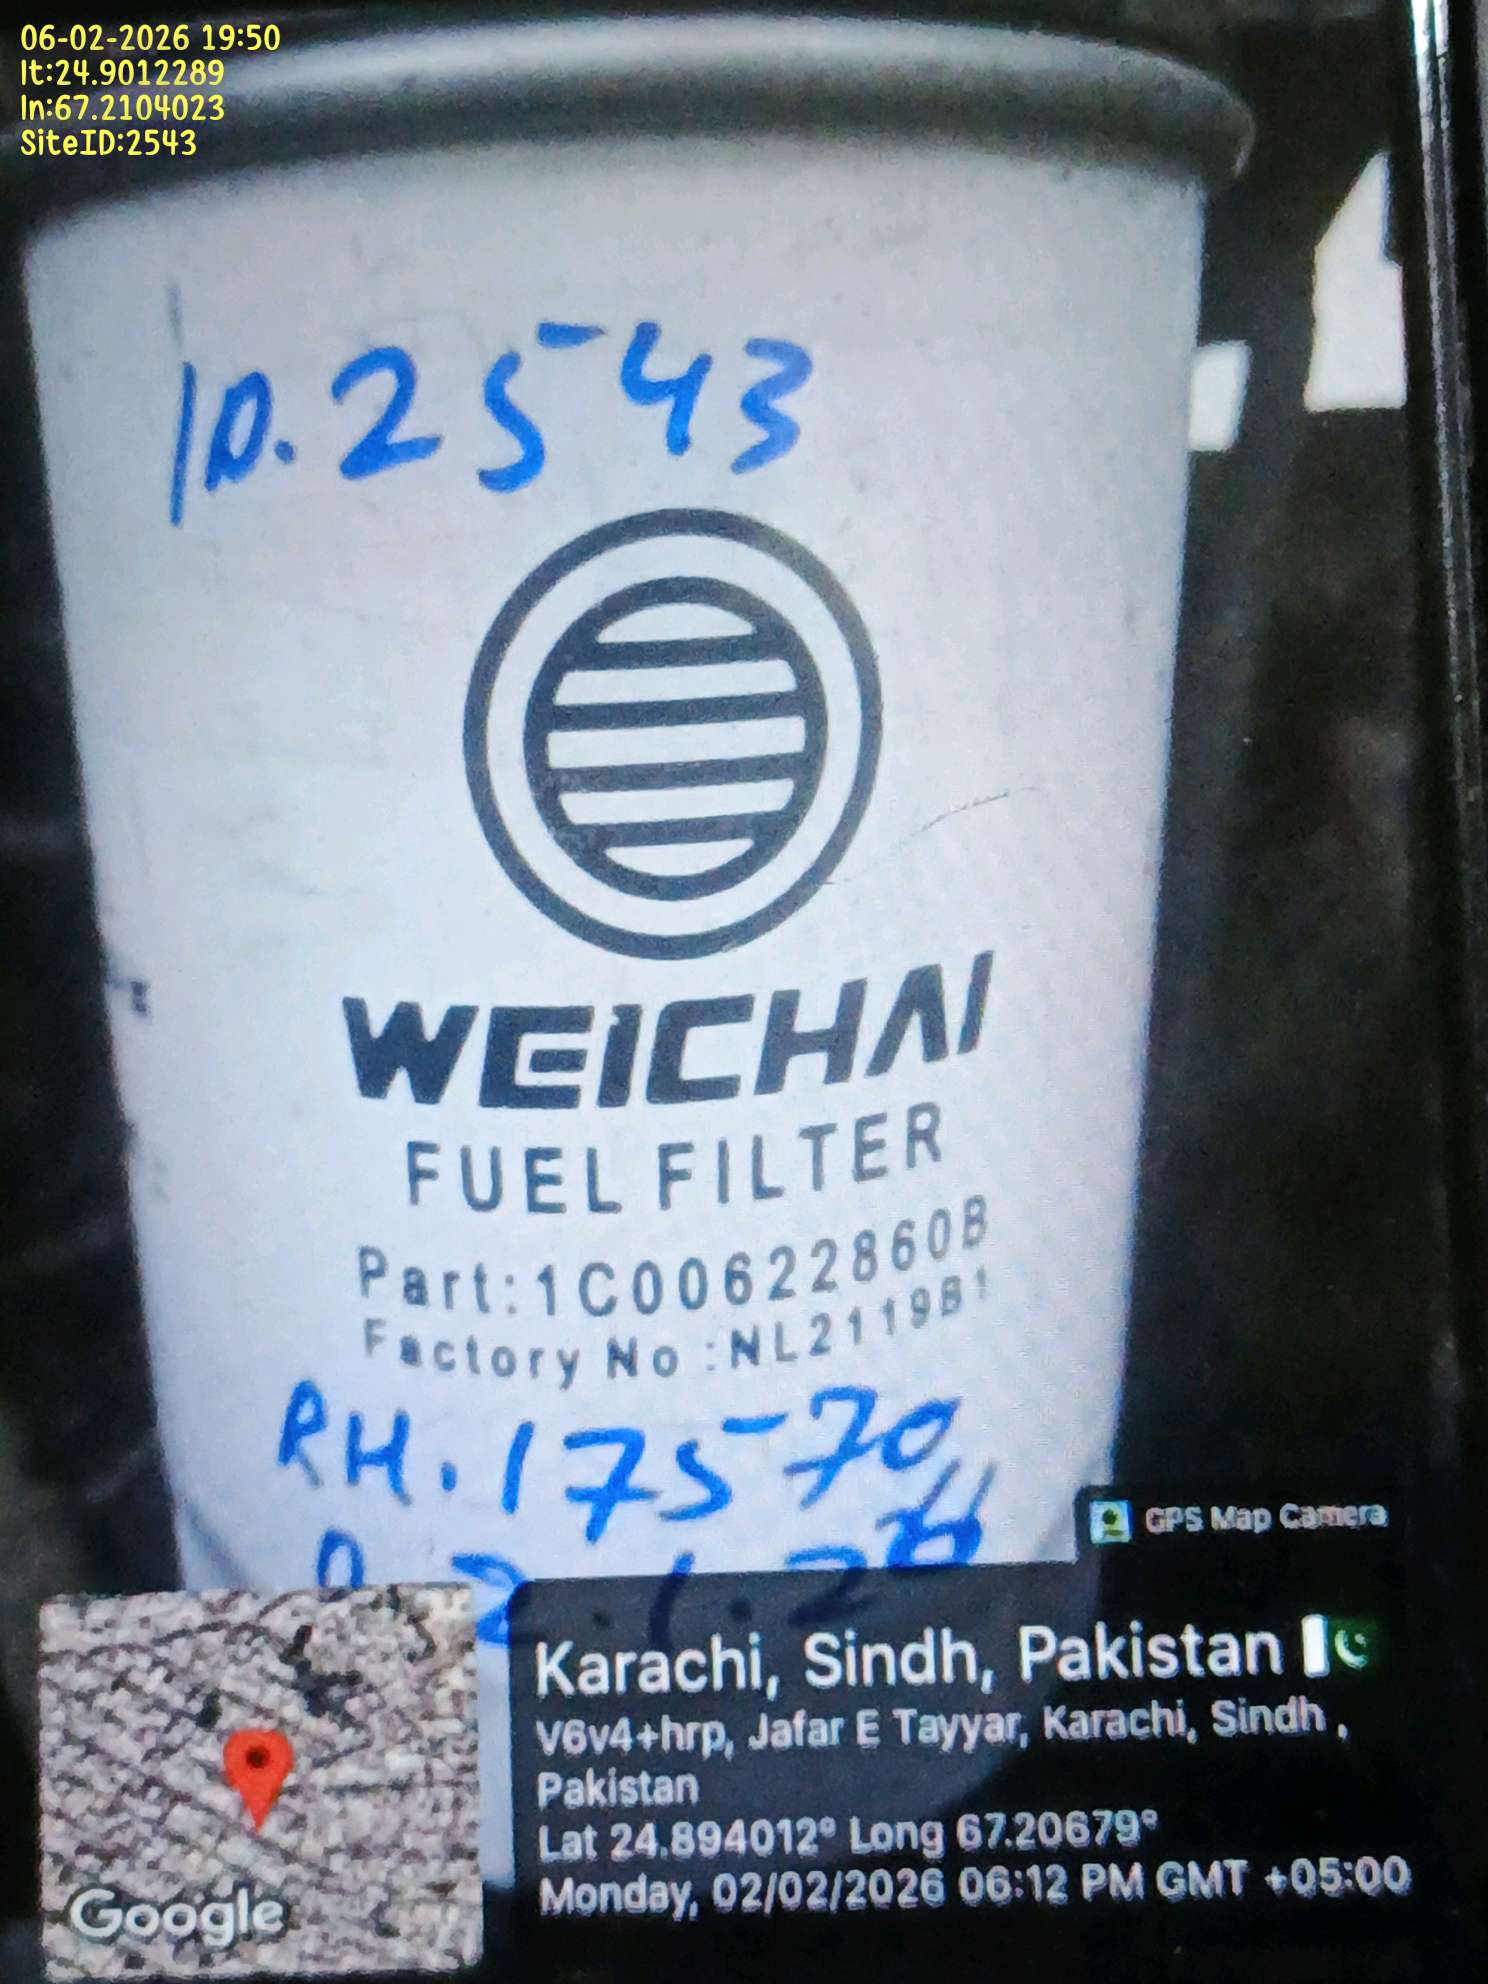 06-02-2026 19:50
lt:24.9012289
ln:67.2104023
SiteID:2543
ID.2543
WEICHAI
FUEL FILTER
Part:1C00622860B
Factory No:NL2119B1
RH.17570 H
GPS Map Camera
Karachi, Sindh, Pakistan
V6v4+hrp, Jafar E Tayyar, Karachi, Sindh ,
Pakistan
Lat 24.894012° Long 67.20679°
Monday, 02/02/2026 06:12 PM GMT +05:00
Google